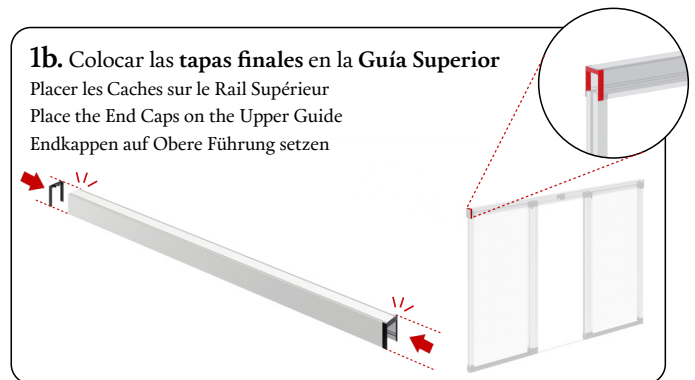 1b. Colocar las tapas finales en la Guía Superior
Placer les Caches sur le Rail Supérieur
Place the End Caps on the Upper Guide
Endkappen auf Obere Führung setzen